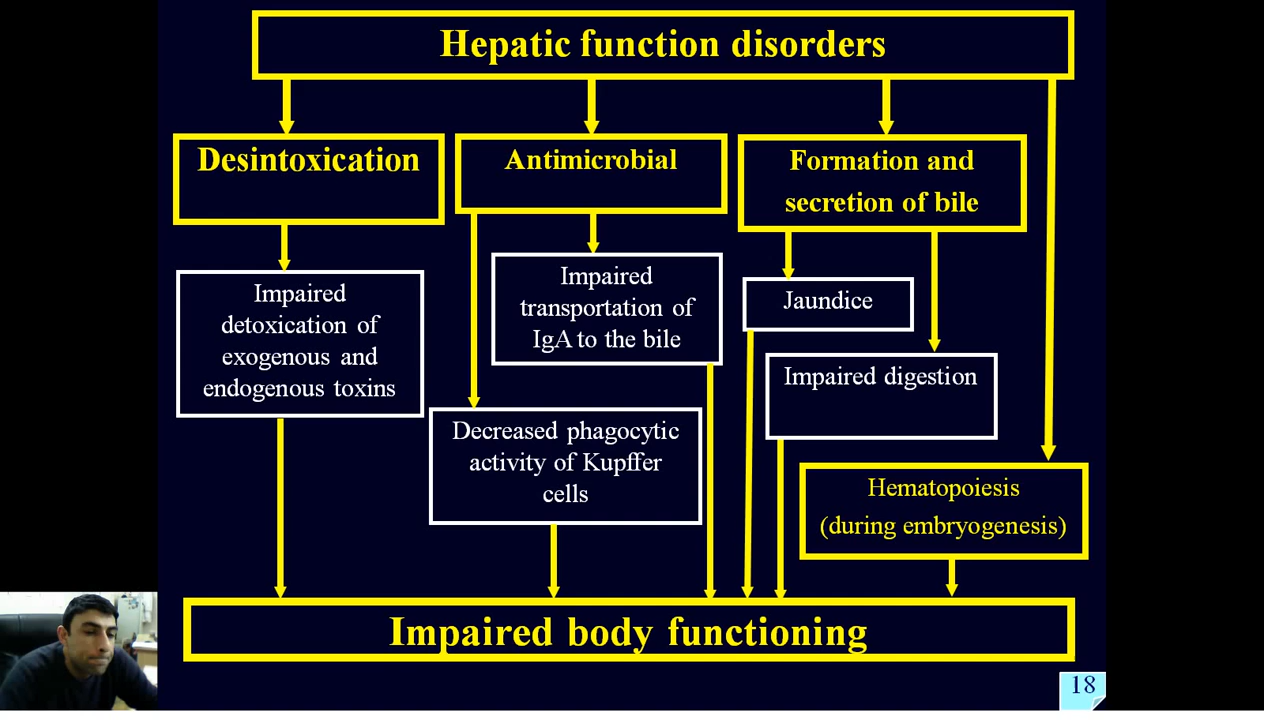 Hepatic function disorders
Desintoxication
Antimicrobial
Formation and
secretion of bile
Impaired
detoxication of
exogenous and
endogenous toxins
Impaired
transportation of
IgA to the bile
Decreased phagocytic
activity of Kupffer
cells
Jaundice
Impaired digestion
Hematopoiesis
(during embryogenesis)
Impaired body functioning
18